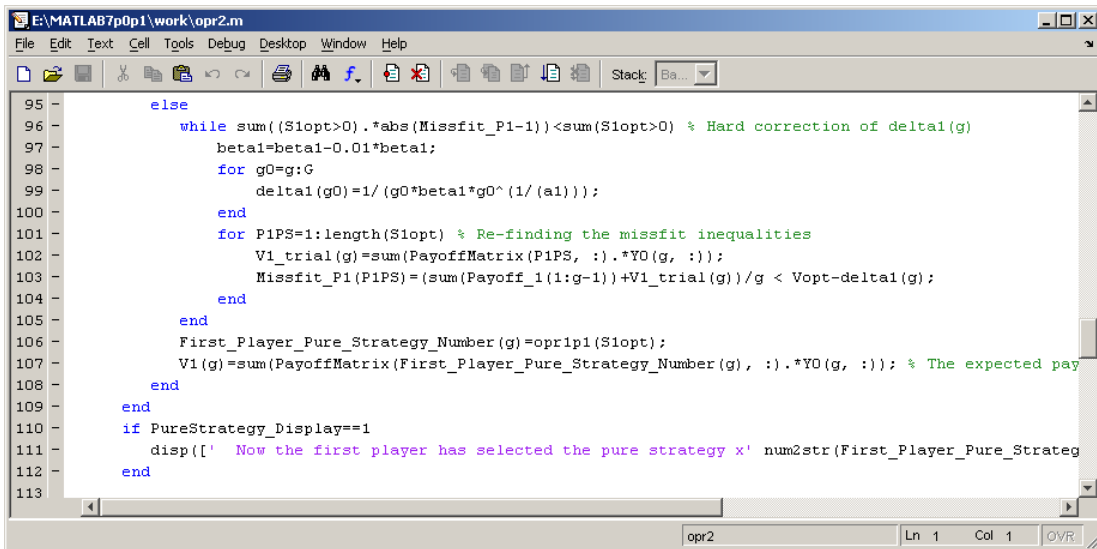 E:\MATLAB7p0p1\work\opr2.m
File Edit Text Cell Tools Debug Desktop Window Help
Stack: Ba...
95 - else
96 - while sum((S1opt>0).*abs(Missfit_P1-1))<sum(S1opt>0) % Hard correction of delta1(g)
97 - beta1=beta1-0.01*beta1;
98 - for g0=g:G
99 - delta1(g0)=1/(g0*beta1*g0^(1/(a1)));
100 - end
101 - for P1PS=1:length(S1opt) % Re-finding the missfit inequalities
102 - V1_trial(g)=sum(PayoffMatrix(P1PS, :).*Y0(g, :));
103 - Missfit_P1(P1PS)=(sum(Payoff_1(1:g-1))+V1_trial(g))/g < Vopt-delta1(g);
104 - end
105 - end
106 - First_Player_Pure_Strategy_Number(g)=opr1p1(S1opt);
107 - V1(g)=sum(PayoffMatrix(First_Player_Pure_Strategy_Number(g), :).*Y0(g, :)); % The expected pay
108 - end
109 - end
110 - if PureStrategy_Display==1
111 - disp([' Now the first player has selected the pure strategy x' num2str(First_Player_Pure_Strateg
112 - end
113
opr2 Ln 1 Col 1 OVR